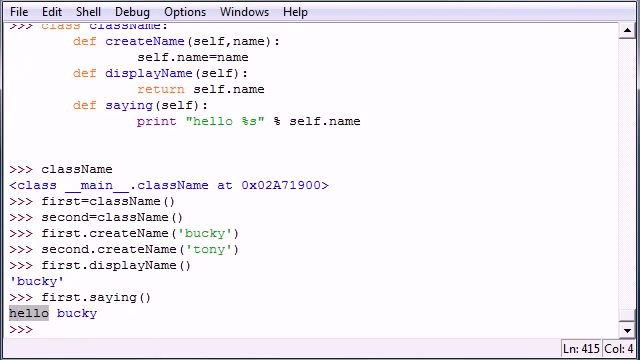 File Edit Shell Debug Options Windows Help
>>> class className:
def createName(self,name):
self.name=name
def displayName(self):
return self.name
def saying(self):
print "hello %s" % self.name
>>> className
<class __main__.className at 0x02A71900>
>>> first=className()
>>> second=className()
>>> first.createName('bucky')
>>> second.createName('tony')
>>> first.displayName()
'bucky'
>>> first.saying()
hello bucky
>>>
Ln: 415 Col: 4